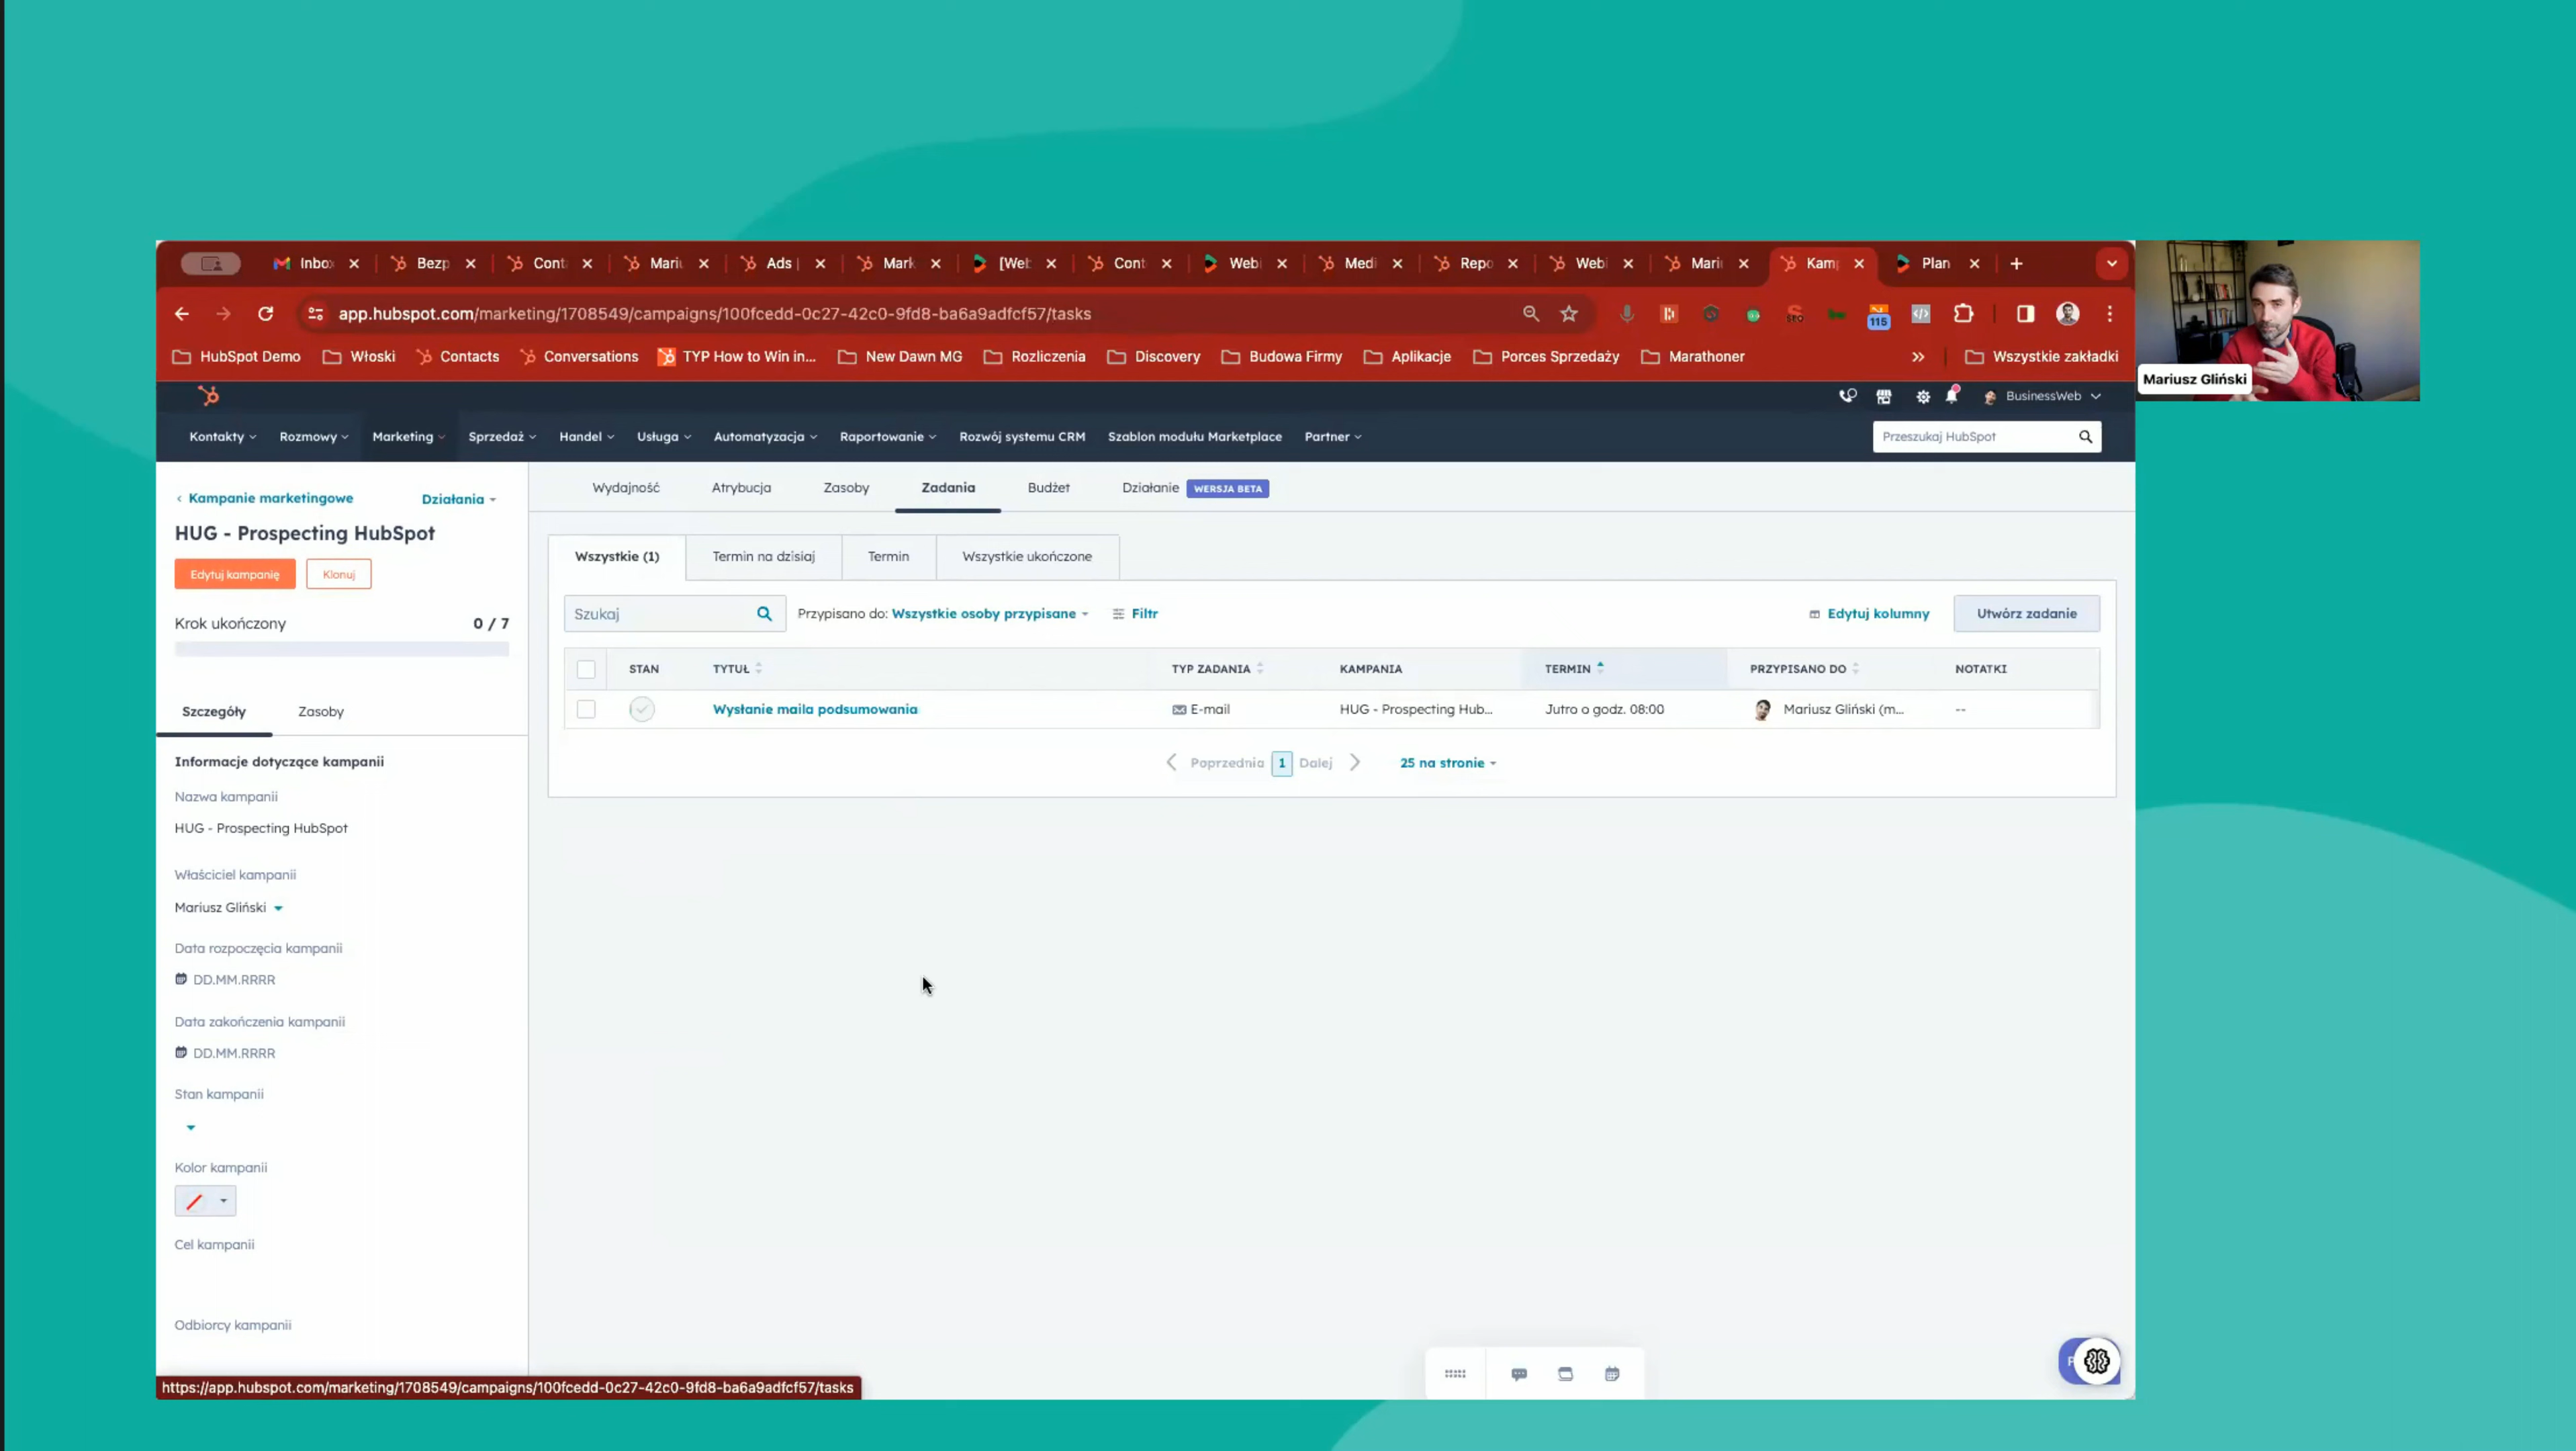 Inbo Bezp Cont Mari Ads | Mark [Wet Cont Webi Medi Repo Webi Mari Kam Plan
app.hubspot.com/marketing/1708549/campaigns/100fcedd-0c27-42c0-9fd8-ba6a9adfcf57/tasks
115
HubSpot Demo Włoski Contacts Conversations TYP How to Win in... New Dawn MG Rozliczenia Discovery Budowa Firmy Aplikacje Porces Sprzedaży Marathoner » Wszystkie zakładki
Mariusz Gliński
BusinessWeb
Kontakty Rozmowy Marketing Sprzedaż Handel Usługa Automatyzacja Raportowanie Rozwój systemu CRM Szablon modułu Marketplace Partner Przeszukaj HubSpot
Kampanie marketingowe Działania
HUG - Prospecting HubSpot
Edytuj kampanię Klonuj
Krok ukończony 0 / 7
Szczegóły Zasoby
Informacje dotyczące kampanii
Nazwa kampanii
HUG - Prospecting HubSpot
Właściciel kampanii
Mariusz Gliński
Data rozpoczęcia kampanii
DD.MM.RRRR
Data zakończenia kampanii
DD.MM.RRRR
Stan kampanii
Kolor kampanii
Cel kampanii
Odbiorcy kampanii
Wydajność Atrybucja Zasoby Zadania Budżet Działanie WERSJA BETA
Wszystkie (1) Termin na dzisiaj Termin Wszystkie ukończone
Szukaj Przypisano do: Wszystkie osoby przypisane Filtr Edytuj kolumny Utwórz zadanie
STAN TYTUŁ TYP ZADANIA KAMPANIA TERMIN PRZYPISANO DO NOTATKI
Wysłanie maila podsumowania E-mail HUG - Prospecting Hub... Jutro o godz. 08:00 Mariusz Gliński (m... --
Poprzednia 1 Dalej 25 na stronie
https://app.hubspot.com/marketing/1708549/campaigns/100fcedd-0c27-42c0-9fd8-ba6a9adfcf57/tasks